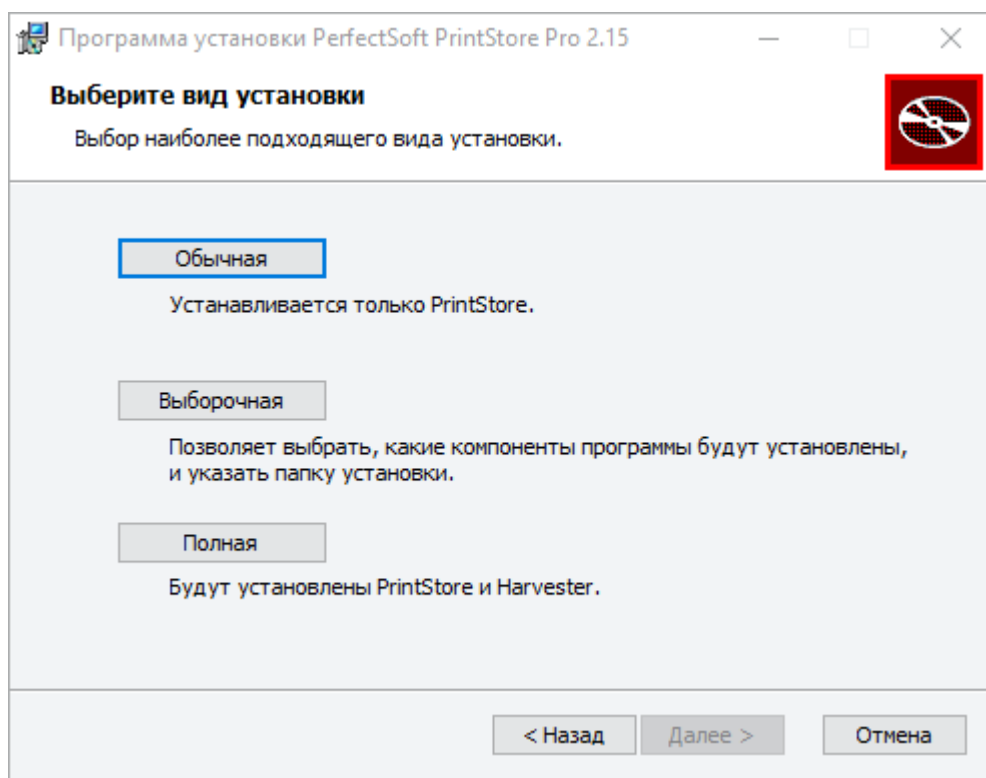 Программа установки PerfectSoft PrintStore Pro 2.15
Выберите вид установки
Выбор наиболее подходящего вида установки.
Обычная
Устанавливается только PrintStore.
Выборочная
Позволяет выбрать, какие компоненты программы будут установлены,
и указать папку установки.
Полная
Будут установлены PrintStore и Harvester.
< Назад
Далее >
Отмена